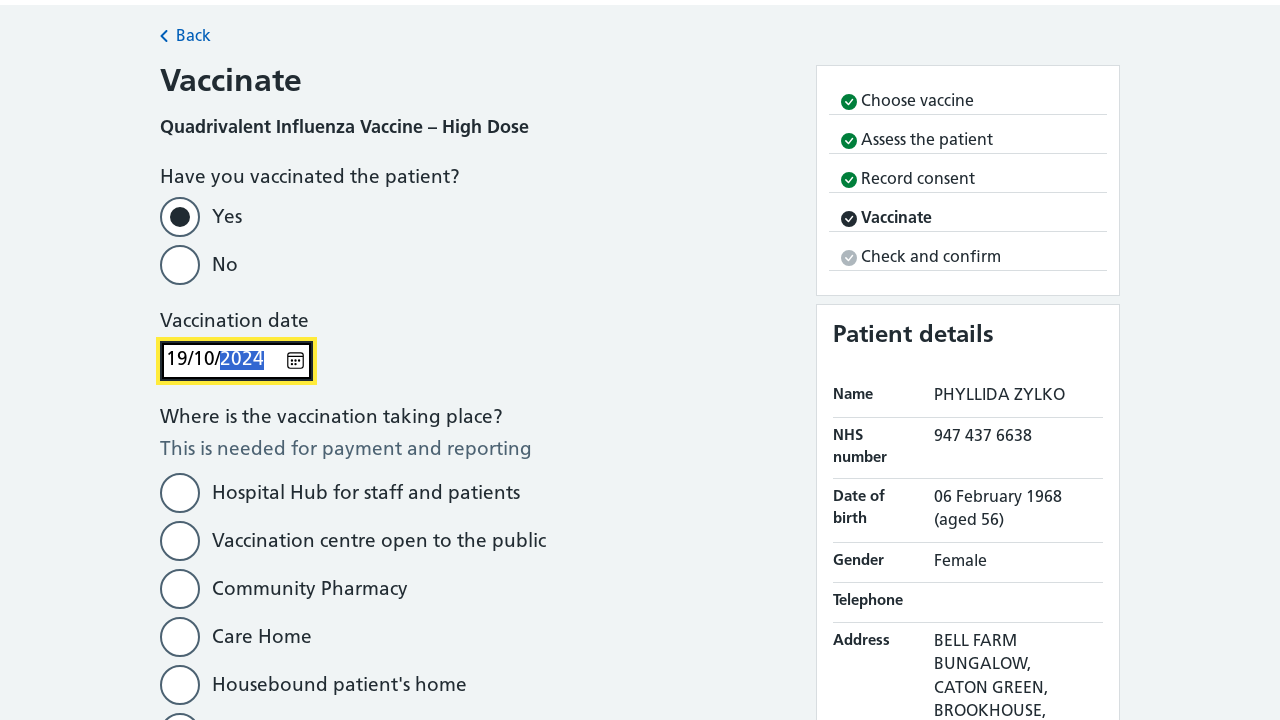 Back
Vaccinate
Quadrivalent Influenza Vaccine – High Dose
Have you vaccinated the patient?
Yes
No
Vaccination date
19/10/2024
Where is the vaccination taking place?
This is needed for payment and reporting
Hospital Hub for staff and patients
Vaccination centre open to the public
Community Pharmacy
Care Home
Housebound patient's home
Choose vaccine
Assess the patient
Record consent
Vaccinate
Check and confirm
Patient details
Name PHYLLIDA ZYLKO
NHS number 947 437 6638
Date of birth 06 February 1968
(aged 56)
Gender Female
Telephone
Address BELL FARM
BUNGALOW,
CATON GREEN,
BROOKHOUSE,